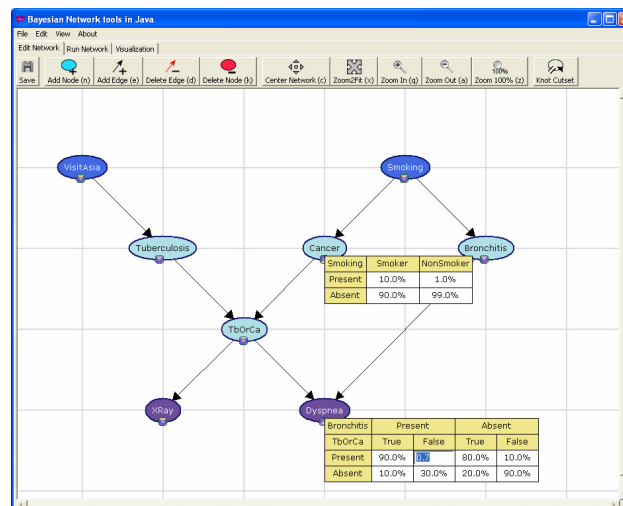 Bayesian Network tools in Java
File Edit View About
Edit Network Run Network Visualization
Save Add Node (n) Add Edge (e) Delete Edge (d) Delete Node (k) Center Network (c) Zoom2Fit (x) Zoom In (q) Zoom Out (a) 100% Zoom 100% (z) Knot Cutset
VisitAsia Smoking
Tuberculosis Cancer Bronchitis
Smoking Smoker NonSmoker
Present 10.0% 1.0%
Absent 90.0% 99.0%
TbOrCa
XRay Dyspnea
Bronchitis Present Absent
TbOrCa True False True False
Present 90.0% 0.7 80.0% 10.0%
Absent 10.0% 30.0% 20.0% 90.0%